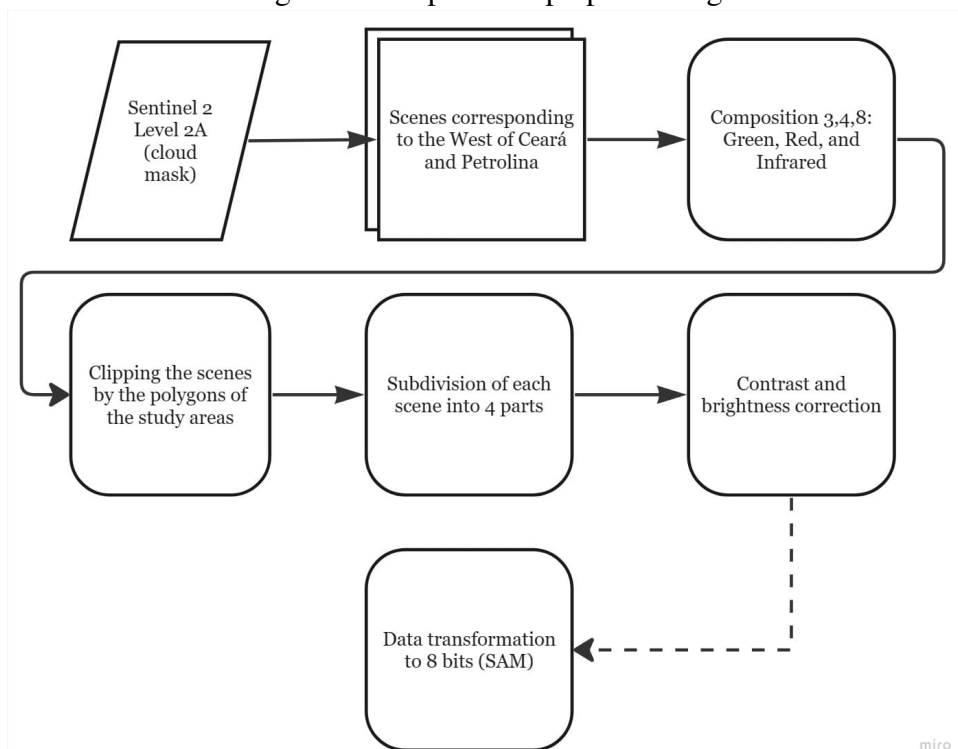 Sentinel 2
Level 2A
(cloud
mask)
Scenes corresponding
to the West of Ceará
and Petrolina
Composition 3,4,8:
Green, Red, and
Infrared
Clipping the scenes
by the polygons of
the study areas
Subdivision of each
scene into 4 parts
Contrast and
brightness correction
Data transformation
to 8 bits (SAM)
miro